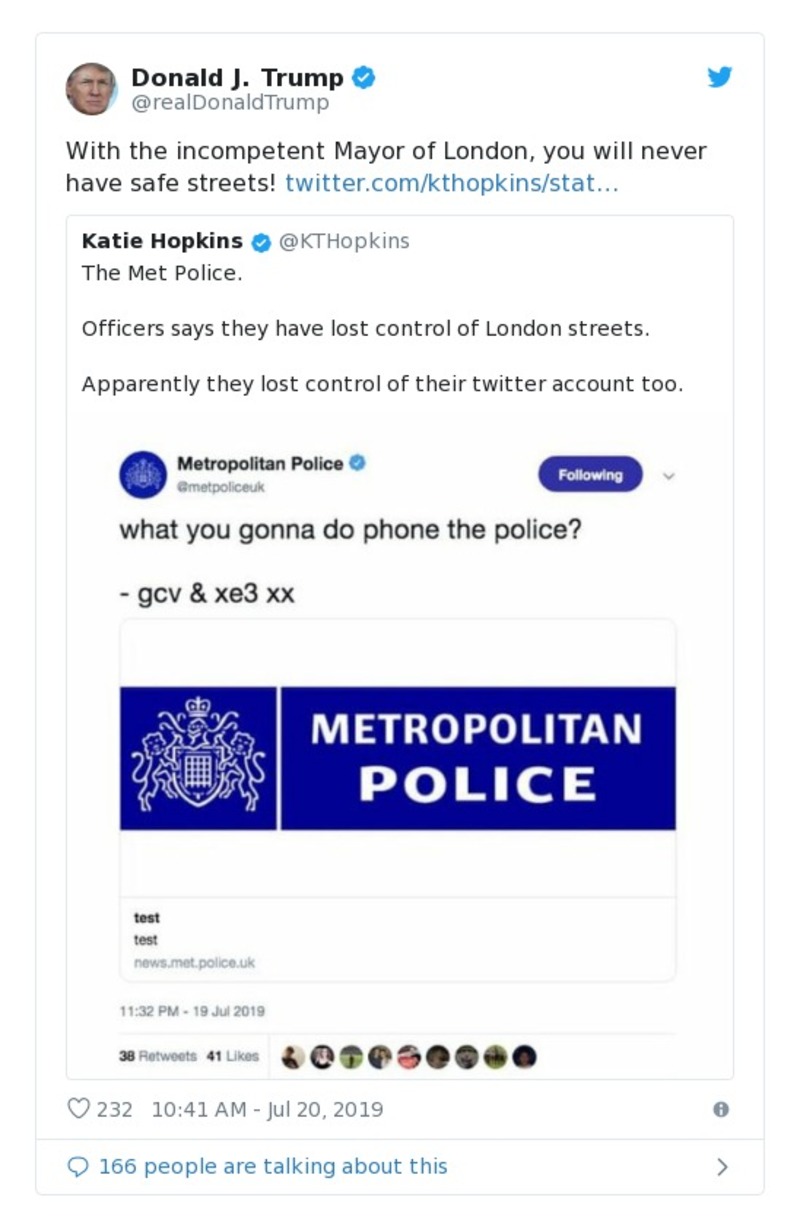 Donald J. Trump
@realDonaldTrump
With the incompetent Mayor of London, you will never
have safe streets! twitter.com/kthopkins/stat…
Katie Hopkins @KTHopkins
The Met Police.
Officers says they have lost control of London streets.
Apparently they lost control of their twitter account too.
Metropolitan Police
@metpoliceuk
Following
what you gonna do phone the police?
- gcv & xe3 xx
METROPOLITAN
POLICE
test
test
news.met.police.uk
11:32 PM - 19 Jul 2019
38 Retweets 41 Likes
232 10:41 AM - Jul 20, 2019
166 people are talking about this